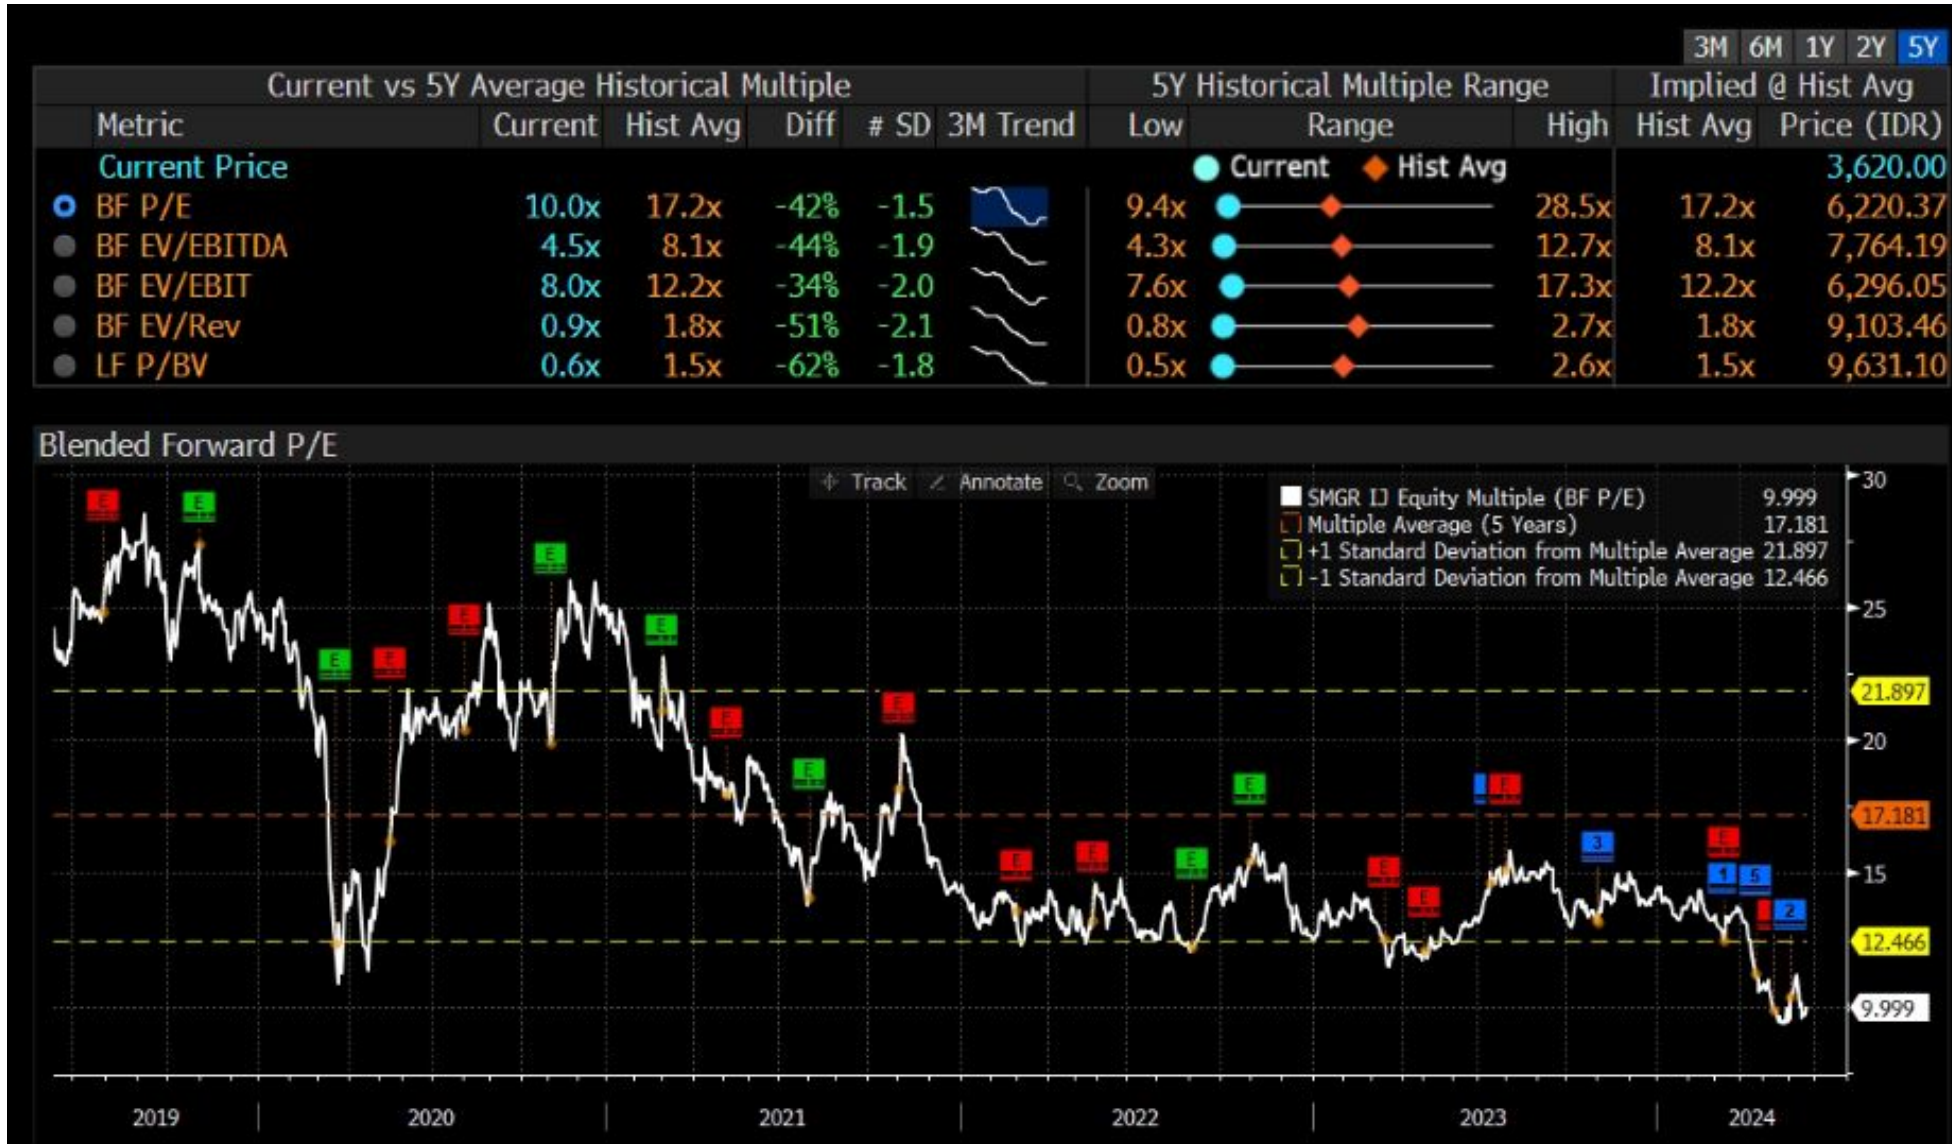 3M 6M 1Y 2Y 5Y
Current vs 5Y Average Historical Multiple 5Y Historical Multiple Range Implied @ Hist Avg
Metric Current Hist Avg Diff # SD 3M Trend Low Range High Hist Avg Price (IDR)
Current Price Current Hist Avg 3,620.00
BF P/E 10.0x 17.2x -42% -1.5 9.4x 28.5x 17.2x 6,220.37
BF EV/EBITDA 4.5x 8.1x -44% -1.9 4.3x 12.7x 8.1x 7,764.19
BF EV/EBIT 8.0x 12.2x -34% -2.0 7.6x 17.3x 12.2x 6,296.05
BF EV/Rev 0.9x 1.8x -51% -2.1 0.8x 2.7x 1.8x 9,103.46
LF P/BV 0.6x 1.5x -62% -1.8 0.5x 2.6x 1.5x 9,631.10
Blended Forward P/E
Track Annotate Zoom
SMGR IJ Equity Multiple (BF P/E) 9.999
Multiple Average (5 Years) 17.181
+1 Standard Deviation from Multiple Average 21.897
-1 Standard Deviation from Multiple Average 12.466
E E
E
E
E
E E
E
E
E
E E
3
E
E E E
1 5
E
E
2
30
25
21.897
20
17.181
15
12.466
9.999
2019 2020 2021 2022 2023 2024